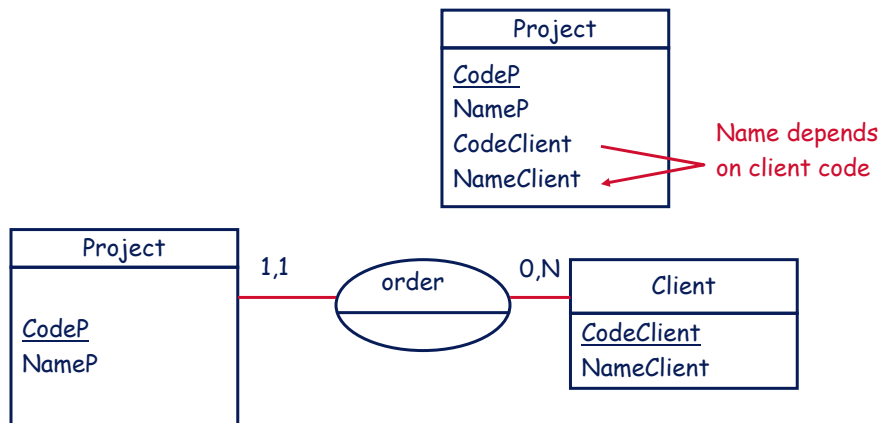 Project
CodeP
NameP
CodeClient
NameClient
Name depends
on client code
Project
CodeP
NameP
1,1
order
0,N
Client
CodeClient
NameClient